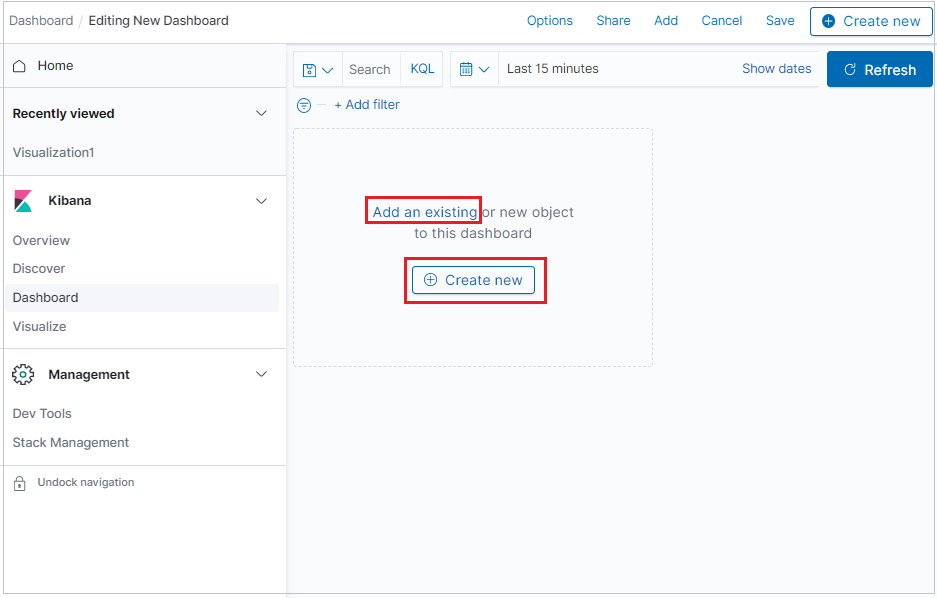 Dashboard / Editing New Dashboard
Options Share Add Cancel Save Create new
Home
Recently viewed
Visualization1
Kibana
Overview
Discover
Dashboard
Visualize
Management
Dev Tools
Stack Management
Undock navigation
Search KQL Last 15 minutes Show dates Refresh
+ Add filter
Add an existing or new object
to this dashboard
Create new